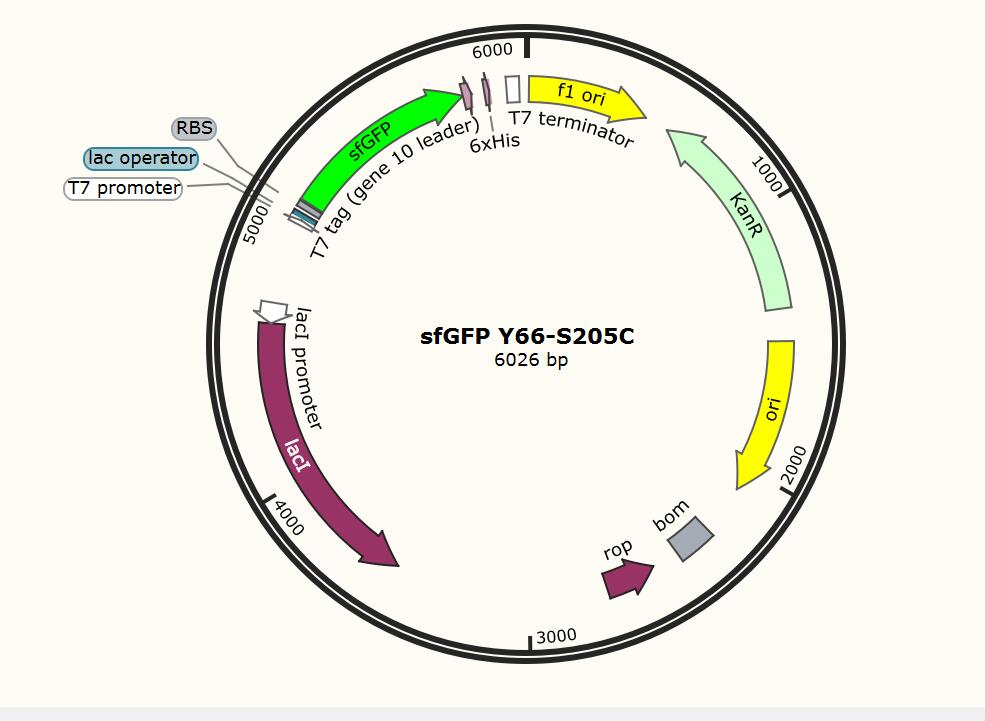 6000
f1 ori
T7 terminator
6xHis
sfGFP
T7 tag (gene 10 leader)
RBS
lac operator
T7 promoter
5000
1000
KanR
lacI promoter
sfGFP Y66-S205C
6026 bp
ori
lacI
2000
4000
bom
rop
3000